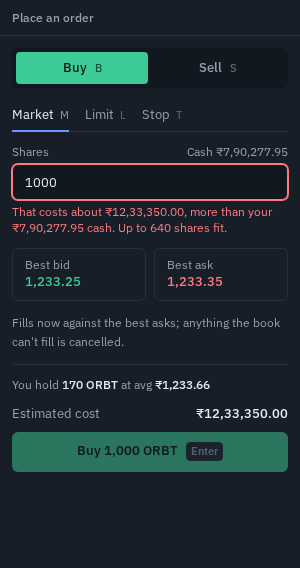 Place an order
Buy B Sell S
Market M Limit L Stop T
Shares Cash ₹7,90,277.95
1000
That costs about ₹12,33,350.00, more than your
₹7,90,277.95 cash. Up to 640 shares fit.
Best bid Best ask
1,233.25 1,233.35
Fills now against the best asks; anything the book
can't fill is cancelled.
You hold 170 ORBT at avg ₹1,233.66
Estimated cost ₹12,33,350.00
Buy 1,000 ORBT Enter